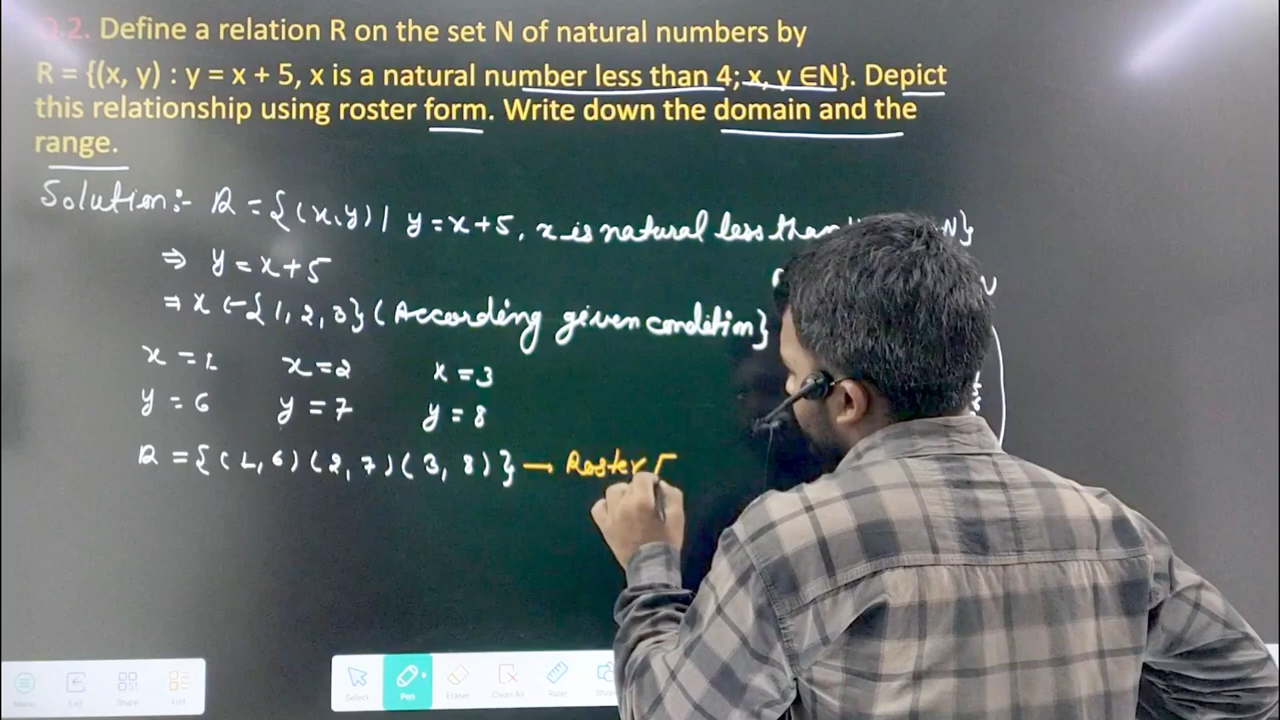 Q.2. Define a relation R on the set N of natural numbers by
R = {(x, y) : y = x + 5, x is a natural number less than 4; x, y ∈N}. Depict
this relationship using roster form. Write down the domain and the
range.
Solution:- R = {(x,y) | y = x+5, x is natural less than N}
⇒ y = x+5
⇒ x ∈ {1, 2, 3} (According given condition}
x = 1 x = 2 x = 3
y = 6 y = 7 y = 8
R = {(1, 6) (2, 7) (3, 8)} → Roster
Menu Exit Share List Select Pen Eraser Clean All Ruler